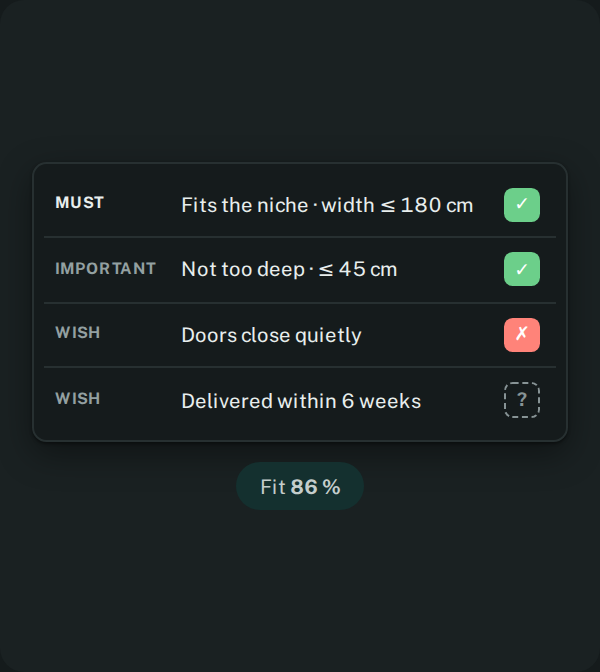 MUST Fits the niche · width ≤ 180 cm ✓
IMPORTANT Not too deep · ≤ 45 cm ✓
WISH Doors close quietly ✗
WISH Delivered within 6 weeks ?
Fit 86 %